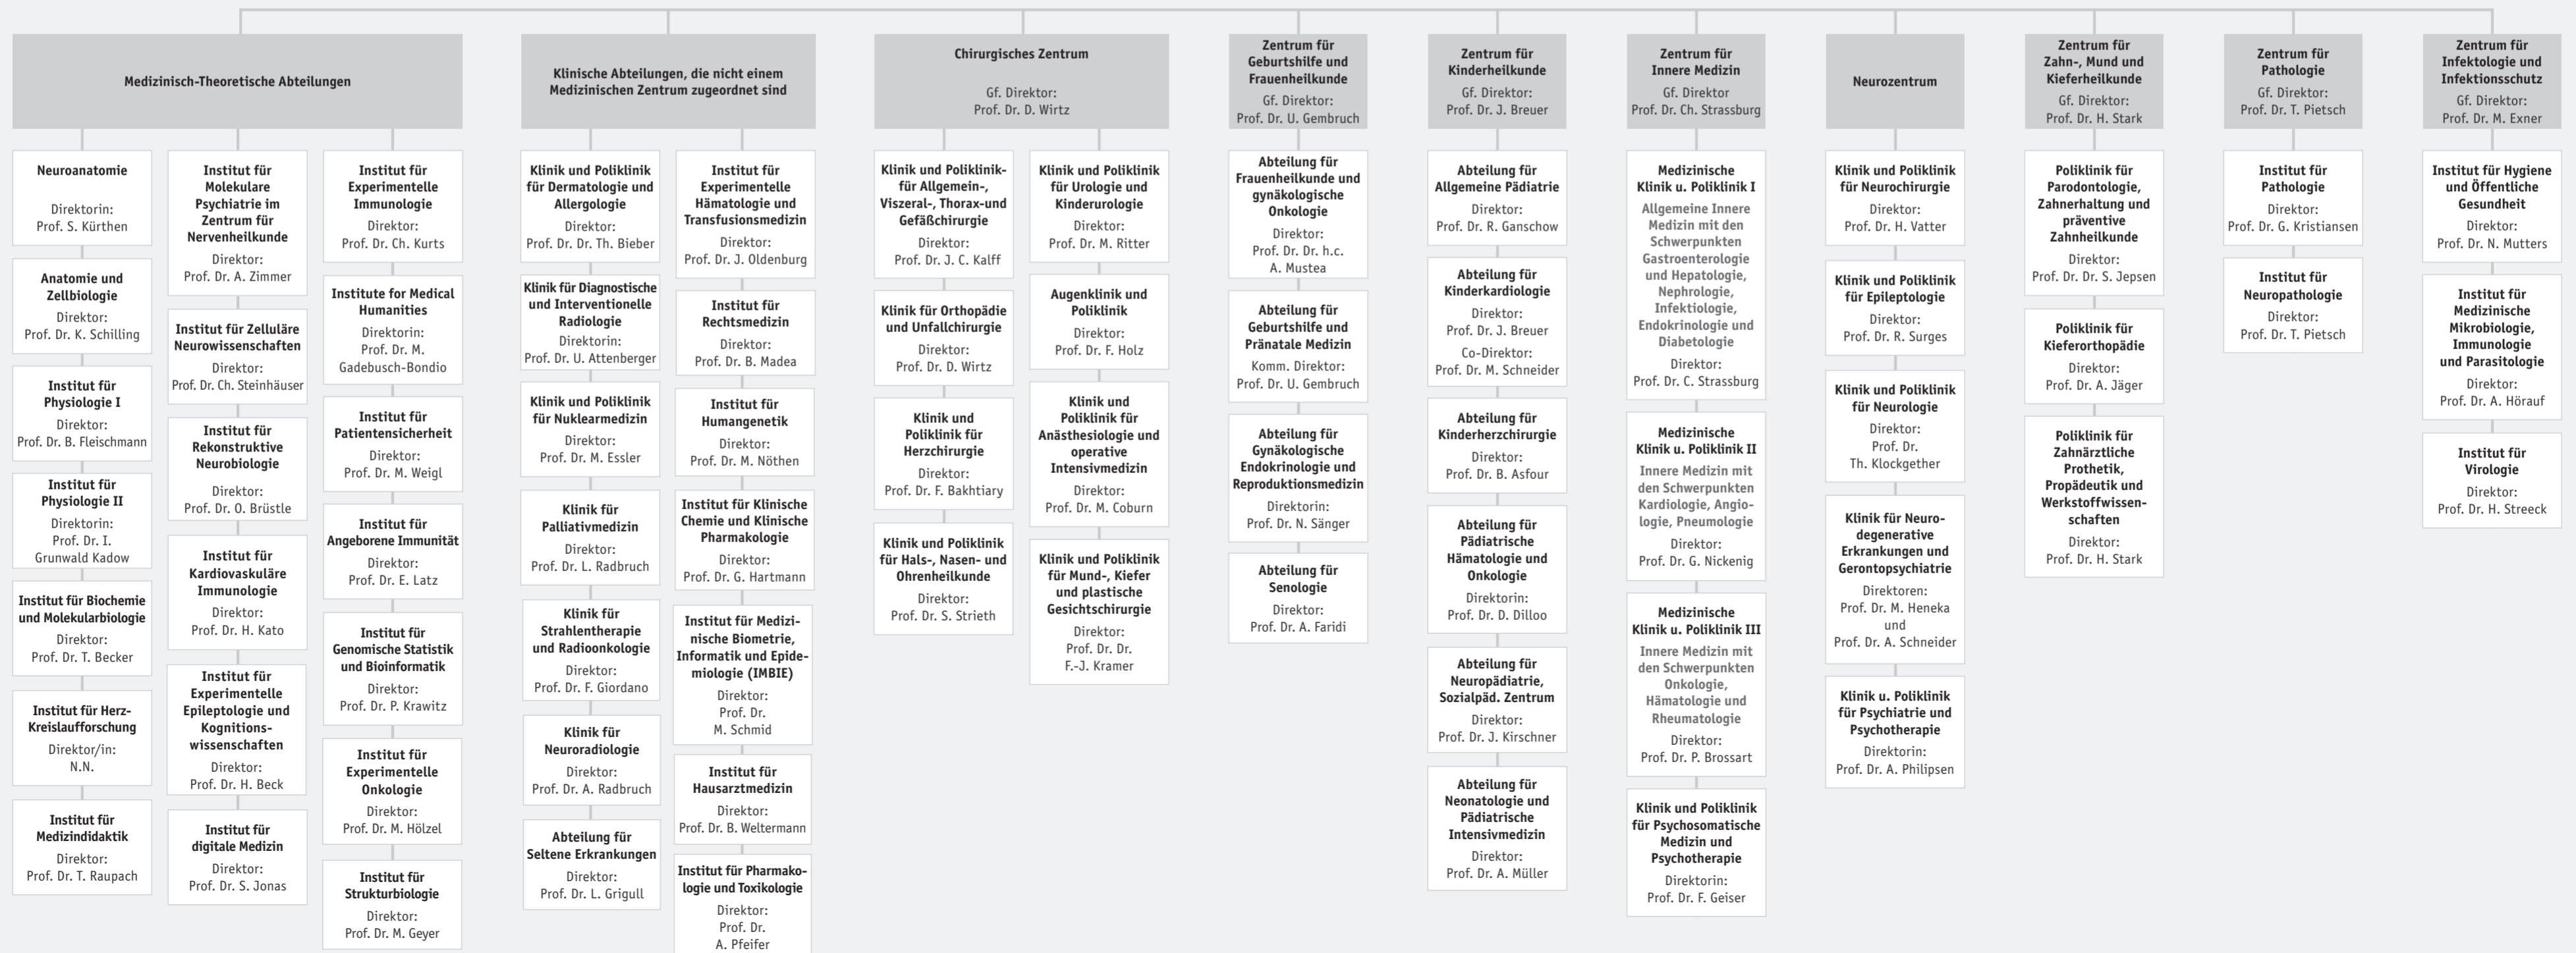 Medizinisch-Theoretische Abteilungen
Neuroanatomie
Direktorin:
Prof. S. Kürthen
Anatomie und
Zellbiologie
Direktor:
Prof. Dr. K. Schilling
Institut für
Physiologie I
Direktor:
Prof. Dr. B. Fleischmann
Institut für
Physiologie II
Direktorin:
Prof. Dr. I.
Grunwald Kadow
Institut für Biochemie
und Molekularbiologie
Direktor:
Prof. Dr. T. Becker
Institut für Herz-
Kreislaufforschung
Direktor/in:
N.N.
Institut für
Medizindidaktik
Direktor:
Prof. Dr. T. Raupach
Institut für
Molekulare
Psychiatrie im
Zentrum für
Nervenheilkunde
Direktor:
Prof. Dr. A. Zimmer
Institut für Zelluläre
Neurowissenschaften
Direktor:
Prof. Dr. Ch. Steinhäuser
Institut für
Rekonstruktive
Neurobiologie
Direktor:
Prof. Dr. O. Brüstle
Institut für
Kardiovaskuläre
Immunologie
Direktor:
Prof. Dr. H. Kato
Institut für
Experimentelle
Epileptologie und
Kognitions-
wissenschaften
Direktor:
Prof. Dr. H. Beck
Institut für
digitale Medizin
Direktor:
Prof. Dr. S. Jonas
Institut für
Experimentelle
Immunologie
Direktor:
Prof. Dr. Ch. Kurts
Institute for Medical
Humanities
Direktorin:
Prof. Dr. M.
Gadebusch-Bondio
Institut für
Patientensicherheit
Direktor:
Prof. Dr. M. Weigl
Institut für
Angeborene Immunität
Direktor:
Prof. Dr. E. Latz
Institut für
Genomische Statistik
und Bioinformatik
Direktor:
Prof. Dr. P. Krawitz
Institut für
Experimentelle
Onkologie
Direktor:
Prof. Dr. M. Hölzel
Institut für
Strukturbiologie
Direktor:
Prof. Dr. M. Geyer
Klinische Abteilungen, die nicht einem
Medizinischen Zentrum zugeordnet sind
Klinik und Poliklinik
für Dermatologie und
Allergologie
Direktor:
Prof. Dr. Dr. Th. Bieber
Klinik für Diagnostische
und Interventionelle
Radiologie
Direktorin:
Prof. Dr. U. Attenberger
Klinik und Poliklinik
für Nuklearmedizin
Direktor:
Prof. Dr. M. Essler
Klinik für
Palliativmedizin
Direktor:
Prof. Dr. L. Radbruch
Klinik für
Strahlentherapie
und Radioonkologie
Direktor:
Prof. Dr. F. Giordano
Klinik für
Neuroradiologie
Direktor:
Prof. Dr. A. Radbruch
Abteilung für
Seltene Erkrankungen
Direktor:
Prof. Dr. L. Grigull
Institut für
Experimentelle
Hämatologie und
Transfusionsmedizin
Direktor:
Prof. Dr. J. Oldenburg
Institut für
Rechtsmedizin
Direktor:
Prof. Dr. B. Madea
Institut für
Humangenetik
Direktor:
Prof. Dr. M. Nöthen
Institut für Klinische
Chemie und Klinische
Pharmakologie
Direktor:
Prof. Dr. G. Hartmann
Institut für Medizi-
nische Biometrie,
Informatik und Epide-
miologie (IMBIE)
Direktor:
Prof. Dr.
M. Schmid
Institut für
Hausarztmedizin
Direktor:
Prof. Dr. B. Weltermann
Institut für Pharmako-
logie und Toxikologie
Direktor:
Prof. Dr.
A. Pfeifer
Chirurgisches Zentrum
Gf. Direktor:
Prof. Dr. D. Wirtz
Klinik und Poliklinik-
für Allgemein-,
Viszeral-, Thorax-und
Gefäßchirurgie
Direktor:
Prof. Dr. J. C. Kalff
Klinik für Orthopädie
und Unfallchirurgie
Direktor:
Prof. Dr. D. Wirtz
Klinik und
Poliklinik für
Herzchirurgie
Direktor:
Prof. Dr. F. Bakhtiary
Klinik und Poliklinik
für Hals-, Nasen- und
Ohrenheilkunde
Direktor:
Prof. Dr. S. Strieth
Klinik und Poliklinik
für Urologie und
Kinderurologie
Direktor:
Prof. Dr. M. Ritter
Augenklinik und
Poliklinik
Direktor:
Prof. Dr. F. Holz
Klinik und
Poliklinik für
Anästhesiologie und
operative
Intensivmedizin
Direktor:
Prof. Dr. M. Coburn
Klinik und Poliklinik
für Mund-, Kiefer
und plastische
Gesichtschirurgie
Direktor:
Prof. Dr. Dr.
F.-J. Kramer
Zentrum für
Geburtshilfe und
Frauenheilkunde
Gf. Direktor:
Prof. Dr. U. Gembruch
Abteilung für
Frauenheilkunde und
gynäkologische
Onkologie
Direktor:
Prof. Dr. Dr. h.c.
A. Mustea
Abteilung für
Geburtshilfe und
Pränatale Medizin
Komm. Direktor:
Prof. Dr. U. Gembruch
Abteilung für
Gynäkologische
Endokrinologie und
Reproduktionsmedizin
Direktorin:
Prof. Dr. N. Sänger
Abteilung für
Senologie
Direktor:
Prof. Dr. A. Faridi
Zentrum für
Kinderheilkunde
Gf. Direktor:
Prof. Dr. J. Breuer
Abteilung für
Allgemeine Pädiatrie
Direktor:
Prof. Dr. R. Ganschow
Abteilung für
Kinderkardiologie
Direktor:
Prof. Dr. J. Breuer
Co-Direktor:
Prof. Dr. M. Schneider
Abteilung für
Kinderherzchirurgie
Direktor:
Prof. Dr. B. Asfour
Abteilung für
Pädiatrische
Hämatologie und
Onkologie
Direktorin:
Prof. Dr. D. Dilloo
Abteilung für
Neuropädiatrie,
Sozialpäd. Zentrum
Direktor:
Prof. Dr. J. Kirschner
Abteilung für
Neonatologie und
Pädiatrische
Intensivmedizin
Direktor:
Prof. Dr. A. Müller
Zentrum für
Innere Medizin
Gf. Direktor
Prof. Dr. Ch. Strassburg
Medizinische
Klinik u. Poliklinik I
Allgemeine Innere
Medizin mit den
Schwerpunkten
Gastroenterologie
und Hepatologie,
Nephrologie,
Infektiologie,
Endokrinologie und
Diabetologie
Direktor:
Prof. Dr. C. Strassburg
Medizinische
Klinik u. Poliklinik II
Innere Medizin mit
den Schwerpunkten
Kardiologie, Angio-
logie, Pneumologie
Direktor:
Prof. Dr. G. Nickenig
Medizinische
Klinik u. Poliklinik III
Innere Medizin mit
den Schwerpunkten
Onkologie,
Hämatologie und
Rheumatologie
Direktor:
Prof. Dr. P. Brossart
Klinik und Poliklinik
für Psychosomatische
Medizin und
Psychotherapie
Direktorin:
Prof. Dr. F. Geiser
Neurozentrum
Klinik und Poliklinik
für Neurochirurgie
Direktor:
Prof. Dr. H. Vatter
Klinik und Poliklinik
für Epileptologie
Direktor:
Prof. Dr. R. Surges
Klinik und Poliklinik
für Neurologie
Direktor:
Prof. Dr.
Th. Klockgether
Klinik für Neuro-
degenerative
Erkrankungen und
Gerontopsychiatrie
Direktoren:
Prof. Dr. M. Heneka
und
Prof. Dr. A. Schneider
Klinik u. Poliklinik
für Psychiatrie und
Psychotherapie
Direktorin:
Prof. Dr. A. Philipsen
Zentrum für
Zahn-, Mund und
Kieferheilkunde
Gf. Direktor:
Prof. Dr. H. Stark
Poliklinik für
Parodontologie,
Zahnerhaltung und
präventive
Zahnheilkunde
Direktor:
Prof. Dr. Dr. S. Jepsen
Poliklinik für
Kieferorthopädie
Direktor:
Prof. Dr. A. Jäger
Poliklinik für
Zahnärztliche
Prothetik,
Propädeutik und
Werkstoffwissen-
schaften
Direktor:
Prof. Dr. H. Stark
Zentrum für
Pathologie
Gf. Direktor:
Prof. Dr. T. Pietsch
Institut für
Pathologie
Direktor:
Prof. Dr. G. Kristiansen
Institut für
Neuropathologie
Direktor:
Prof. Dr. T. Pietsch
Zentrum für
Infektologie und
Infektionsschutz
Gf. Direktor:
Prof. Dr. M. Exner
Institut für Hygiene
und Öffentliche
Gesundheit
Direktor:
Prof. Dr. N. Mutters
Institut für
Medizinische
Mikrobiologie,
Immunologie
und Parasitologie
Direktor:
Prof. Dr. A. Hörauf
Institut für
Virologie
Direktor:
Prof. Dr. H. Streeck